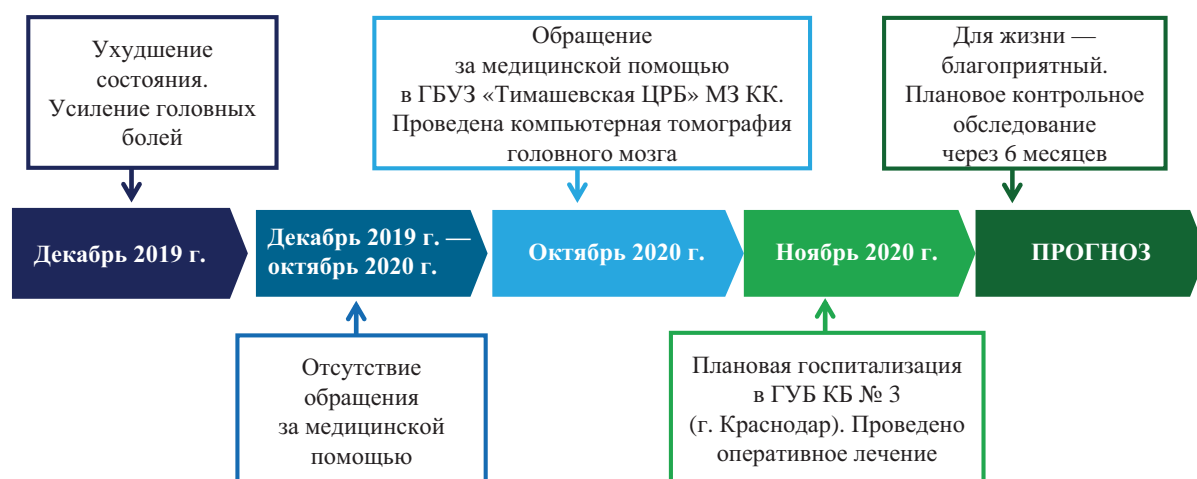 Ухудшение
состояния.
Усиление головных
болей
Обращение
за медицинской помощью
в ГБУЗ «Тимашевская ЦРБ» МЗ КК.
Проведена компьютерная томография
головного мозга
Для жизни —
благоприятный.
Плановое контрольное
обследование
через 6 месяцев
Декабрь 2019 г.
Декабрь 2019 г. —
октябрь 2020 г.
Октябрь 2020 г.
Ноябрь 2020 г.
ПРОГНОЗ
Отсутствие
обращения
за медицинской
помощью
Плановая госпитализация
в ГУБ КБ № 3
(г. Краснодар). Проведено
оперативное лечение